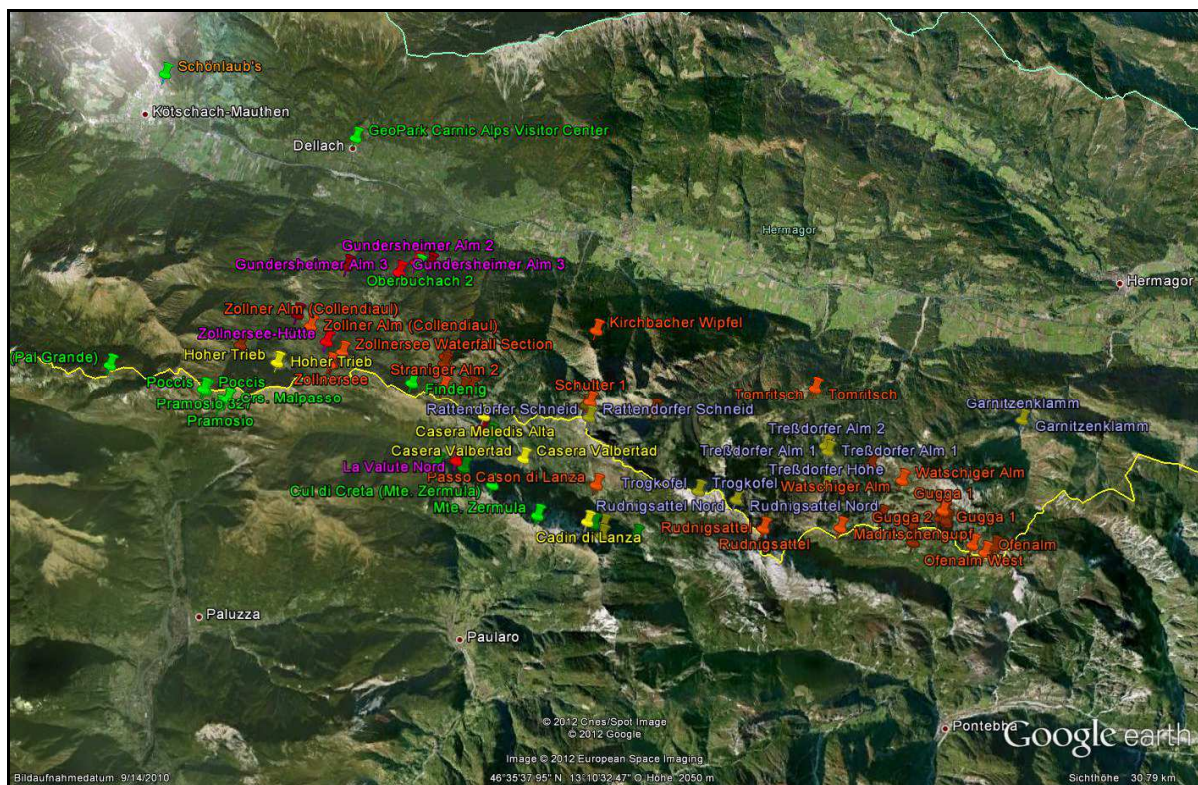 Schönlaub's
Kötschach-Mauthen
GeoPark Carnic Alps Visitor Center
Dellach
Hermagor
Gundersheimer Alm 2
Gundersheimer Alm 3 Gundersheimer Alm 3
Oberbuchach 2
Hermagor
Zollner Alm (Collendiaul)
Zollner Alm (Collendiaul)
Kirchbacher Wipfel
Zollnersee-Hütte
Zollnersee Waterfall Section
(Pal Grande)
Hoher Trieb Hoher Trieb
Straniger Alm 2
Zollnersee
Poccis Poccis
Findenig
Schulter 1
Tomritsch Tomritsch
Crs. Malpasso
Pramosio 327
Rattendorfer Schneid Rattendorfer Schneid
Garnitzenklamm
Pramosio
Garnitzenklamm
Casera Meledis Alta
Treßdorfer Alm 2
Casera Valbertad Casera Valbertad
Treßdorfer Alm 1 Treßdorfer Alm 1
La Valute Nord
Treßdorfer Höhe
Passo Cason di Lanza
Watschiger Alm
Cul di Creta (Mte. Zermula)
Trogkofel Trogkofel
Watschiger Alm
Gugga 1
Mte. Zermula
Rudnigsattel Nord Rudnigsattel Nord
Gugga 2 Gugga 1
Rudnigsattel
Madritschengupf
Cadin di Lanza
Rudnigsattel
Ofenalm
Ofenalm West
Paluzza
Paularo
© 2012 Cnes/Spot Image
© 2012 Google
Pontebba
Google earth
Image © 2012 European Space Imaging
Bildaufnahmedatum 9/14/2010
46°35'37.95" N 13°10'32.47" O Höhe 2050 m
Sichthöhe 30.79 km